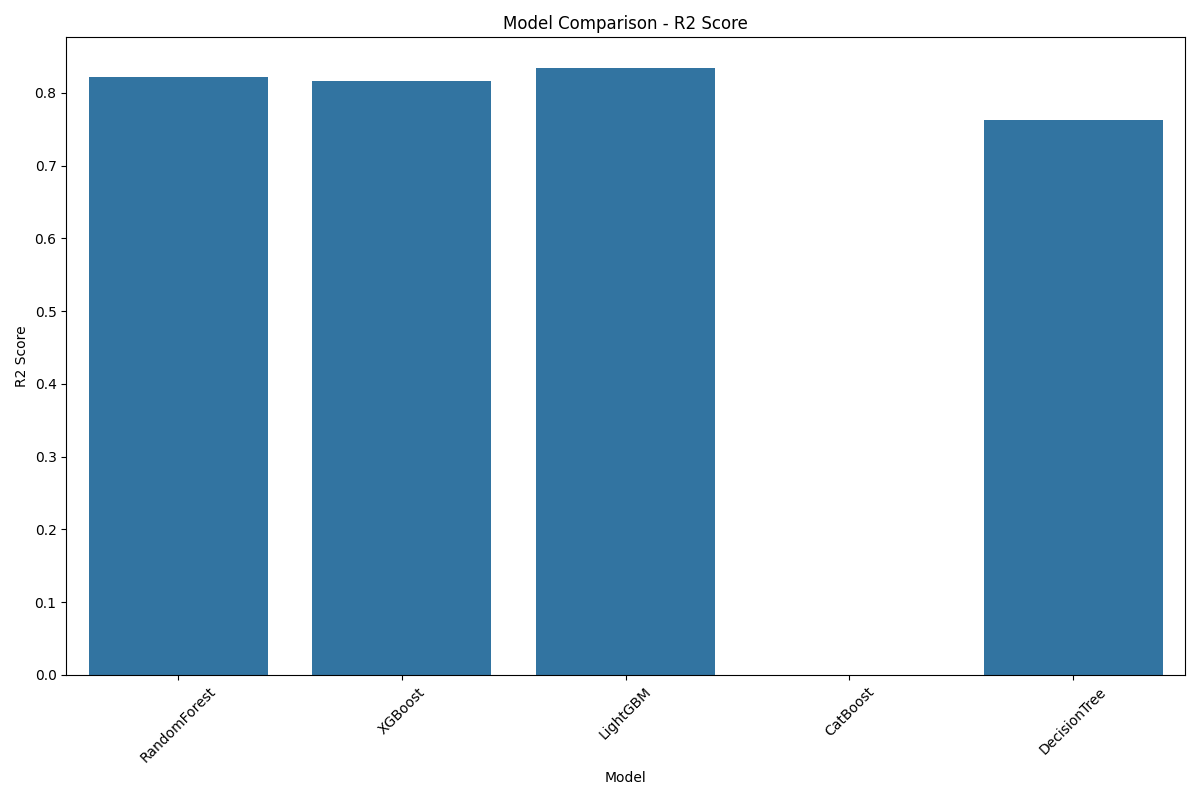 Model Comparison - R2 Score
R2 Score
0.8
0.7
0.6
0.5
0.4
0.3
0.2
0.1
0.0
RandomForest
XGBoost
LightGBM
CatBoost
DecisionTree
Model